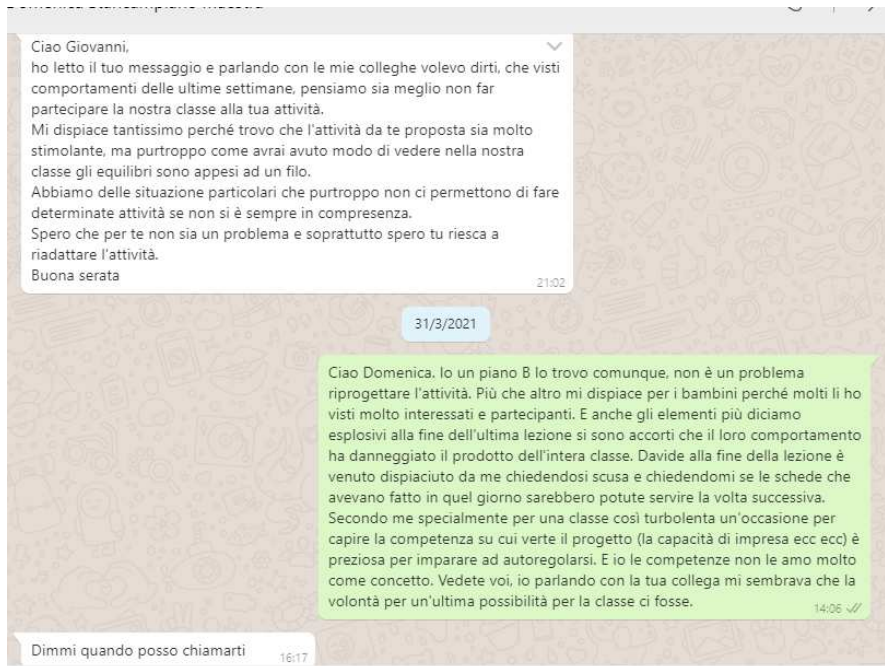 Ciao Giovanni,
ho letto il tuo messaggio e parlando con le mie colleghe volevo dirti, che visti
comportamenti delle ultime settimane, pensiamo sia meglio non far
partecipare la nostra classe alla tua attività.
Mi dispiace tantissimo perché trovo che l'attività da te proposta sia molto
stimolante, ma purtroppo come avrai avuto modo di vedere nella nostra
classe gli equilibri sono appesi ad un filo.
Abbiamo delle situazione particolari che purtroppo non ci permettono di fare
determinate attività se non si è sempre in compresenza.
Spero che per te non sia un problema e soprattutto spero tu riesca a
riadattare l'attività.
Buona serata
21:02
31/3/2021
Ciao Domenica. Io un piano B lo trovo comunque, non è un problema
riprogettare l'attività. Più che altro mi dispiace per i bambini perché molti li ho
visti molto interessati e partecipanti. E anche gli elementi più diciamo
esplosivi alla fine dell'ultima lezione si sono accorti che il loro comportamento
ha danneggiato il prodotto dell'intera classe. Davide alla fine della lezione è
venuto dispiaciuto da me chiedendosi scusa e chiedendomi se le schede che
avevano fatto in quel giorno sarebbero potute servire la volta successiva.
Secondo me specialmente per una classe così turbolenta un'occasione per
capire la competenza su cui verte il progetto (la capacità di impresa ecc ecc) è
preziosa per imparare ad autoregolarsi. E io le competenze non le amo molto
come concetto. Vedete voi, io parlando con la tua collega mi sembrava che la
volontà per un'ultima possibilità per la classe ci fosse.
14:06
Dimmi quando posso chiamarti
16:17